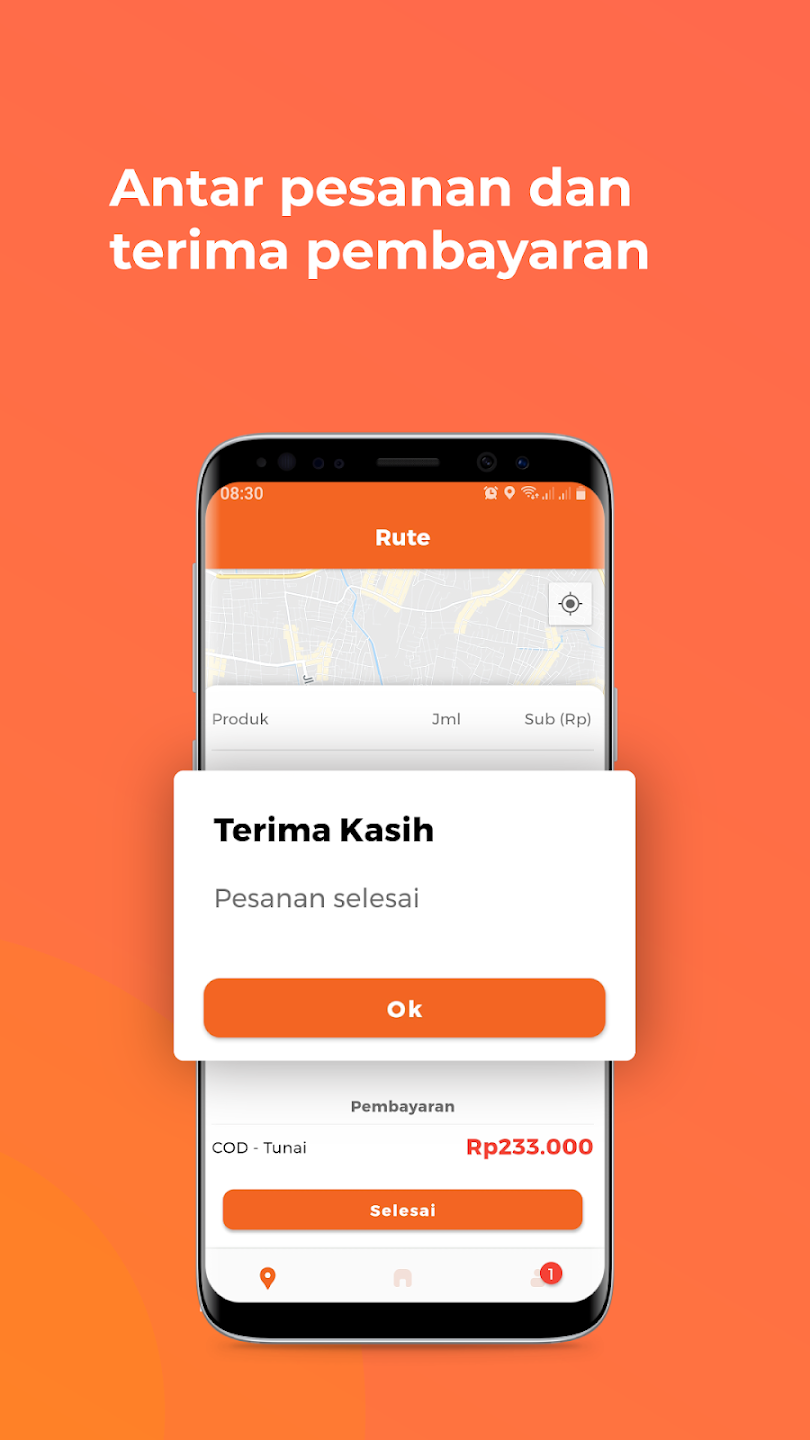 Antar pesanan dan
terima pembayaran
08:30
Rute
Jl
Produk Jml Sub (Rp)
Terima Kasih
Pesanan selesai
Ok
Pembayaran
COD - Tunai Rp233.000
Selesai
1